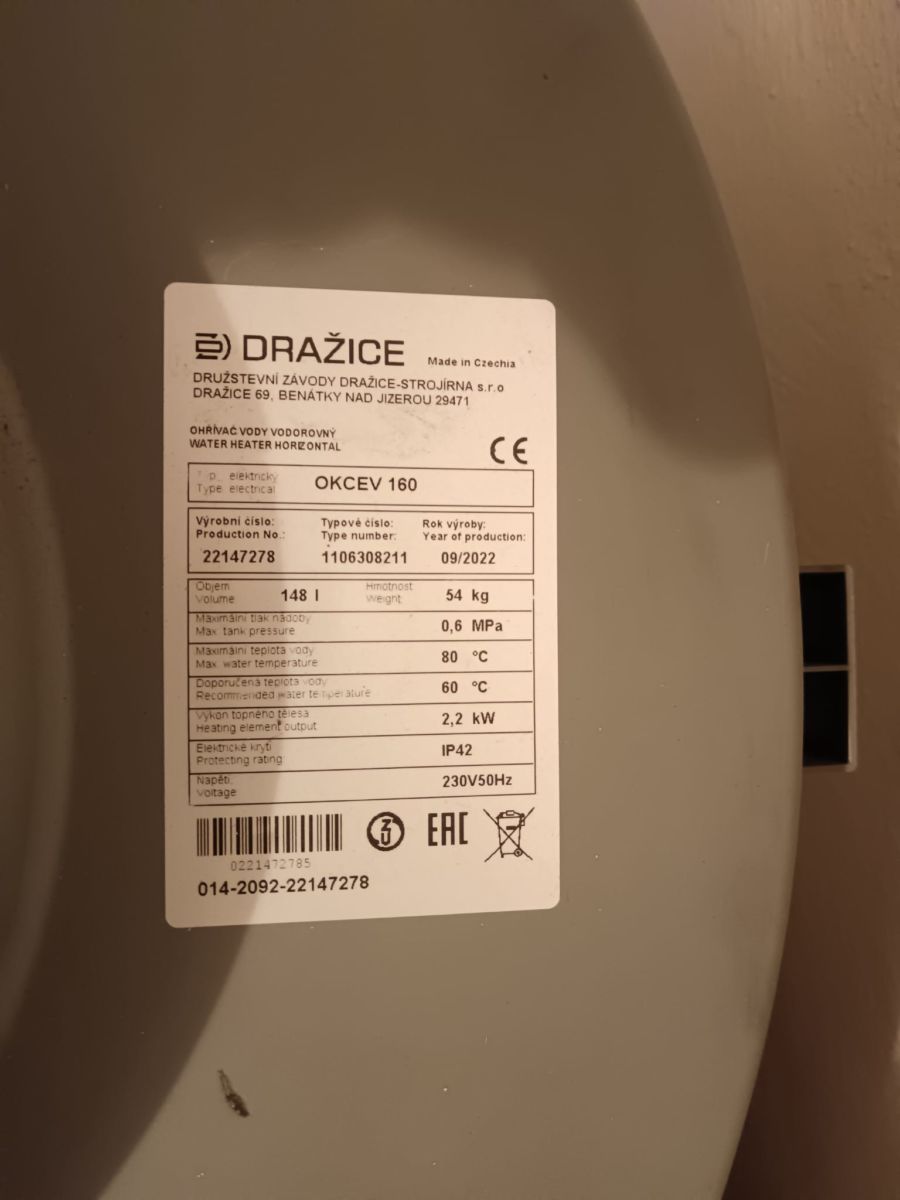 DRAŽICE Made in Czechia
DRUŽSTEVNÍ ZÁVODY DRAŽICE-STROJÍRNA s.r.o
DRAŽICE 69, BENÁTKY NAD JIZEROU 29471
OHŘÍVAČ VODY VODOROVNÝ
WATER HEATER HORIZONTAL
CE
Typ elektrický
Type electrical
OKCEV 160
Výrobní číslo: Typové číslo: Rok výroby:
Production No.: Type number: Year of production:
22147278 1106308211 09/2022
Objem Hmotnost
Volume 148 l Weight 54 kg
Maximální tlak nádoby
Max. tank pressure 0,6 MPa
Maximální teplota vody
Max. water temperature 80 °C
Doporučená teplota vody
Recommended water temperature 60 °C
Výkon topného tělesa
Heating element output 2,2 kW
Elektrické krytí
Protecting rating IP42
Napětí
Voltage 230V50Hz
EAC
0221472785
014-2092-22147278